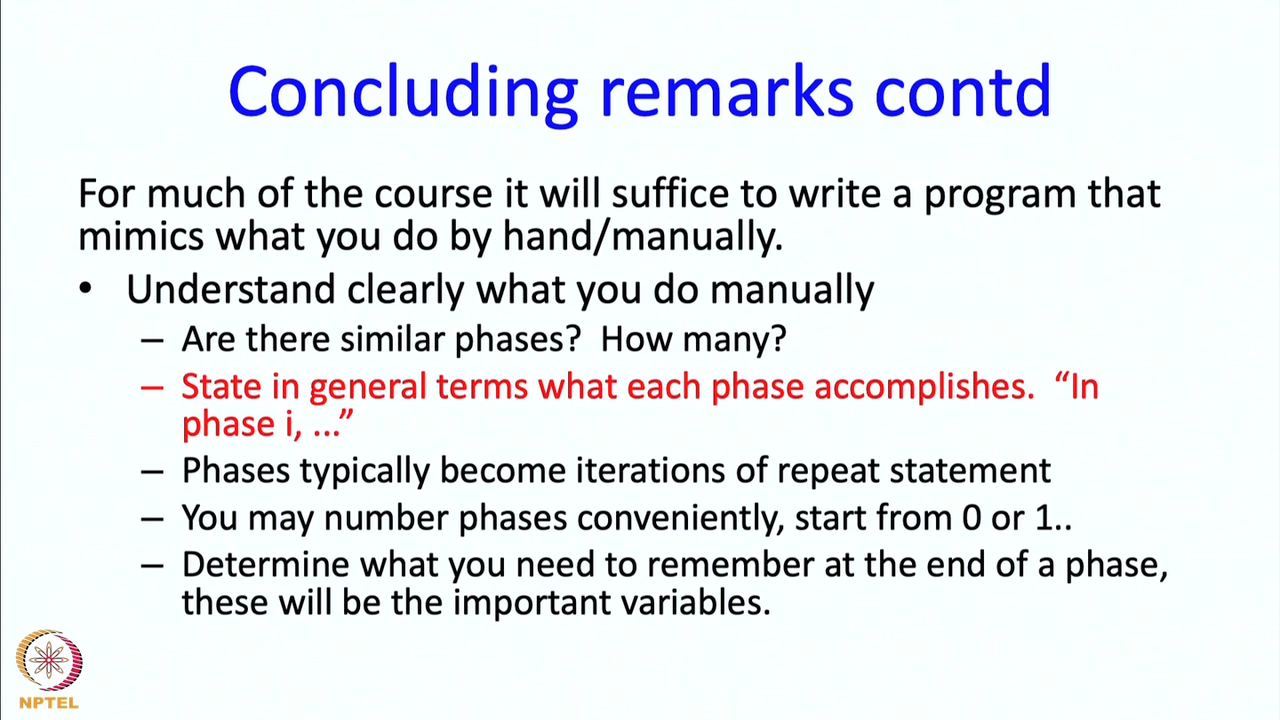 Concluding remarks contd
For much of the course it will suffice to write a program that
mimics what you do by hand/manually.
• Understand clearly what you do manually
– Are there similar phases? How many?
– State in general terms what each phase accomplishes. “In
phase i, ...”
– Phases typically become iterations of repeat statement
– You may number phases conveniently, start from 0 or 1..
– Determine what you need to remember at the end of a phase,
these will be the important variables.
NPTEL